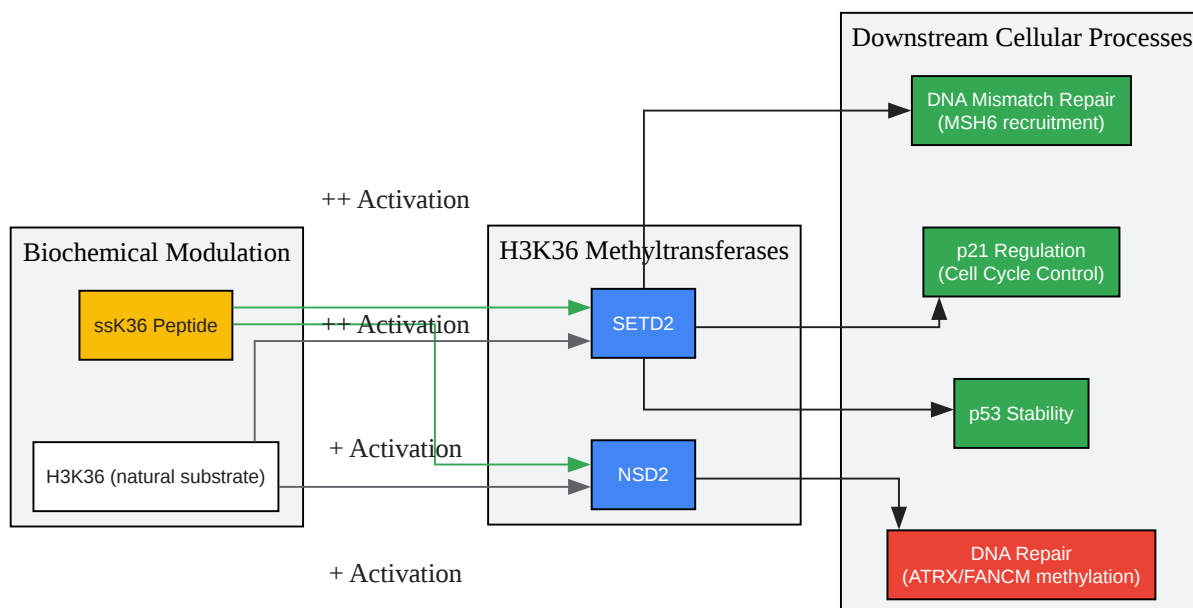 Downstream Cellular Processes
DNA Mismatch Repair
(MSH6 recruitment)
++ Activation
Biochemical Modulation
H3K36 Methyltransferases
p21 Regulation
(Cell Cycle Control)
ssK36 Peptide
++ Activation
SETD2
p53 Stability
+ Activation
H3K36 (natural substrate)
NSD2
DNA Repair
(ATRX/FANCM methylation)
+ Activation